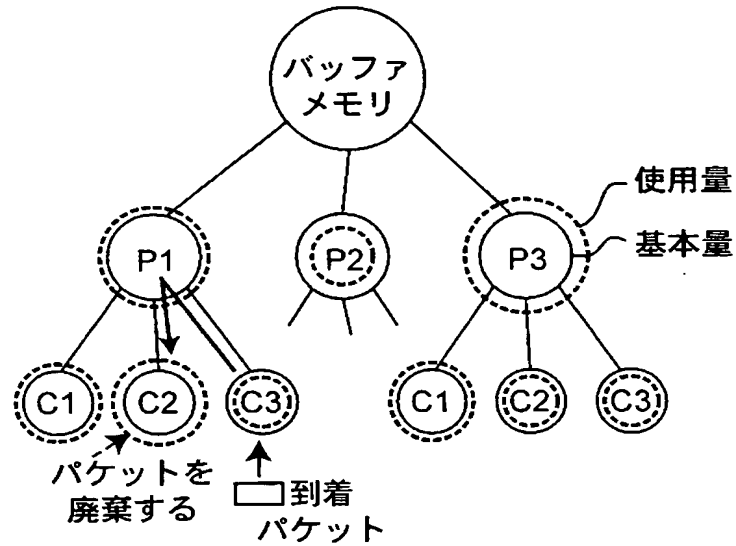 バッファ
メモリ
使用量
基本量
P1
P2
P3
C1
C2
C3
C1
C2
C3
パケットを
廃棄する
到着
パケット